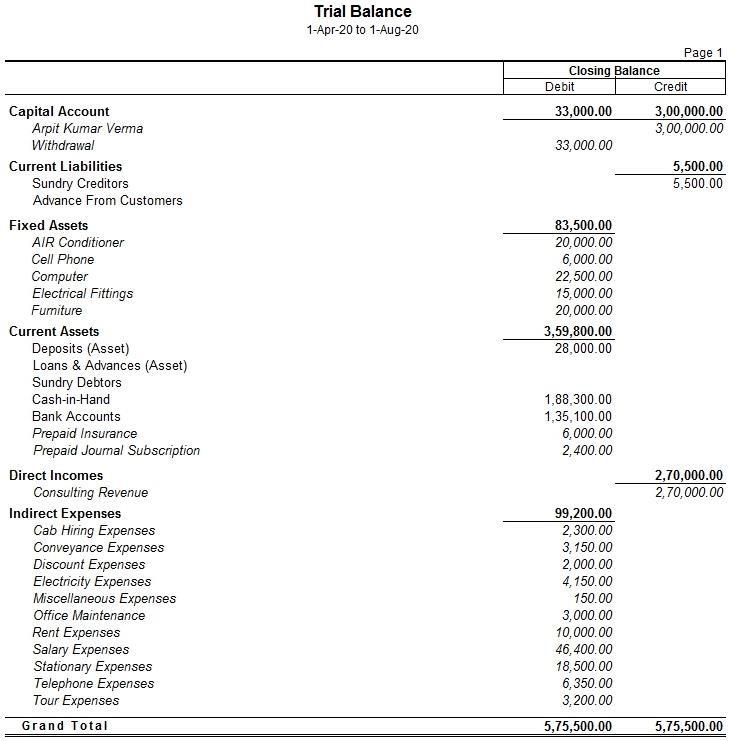 Trial Balance
1-Apr-20 to 1-Aug-20
Page 1
Closing Balance
Debit Credit
Capital Account 33,000.00 3,00,000.00
Arpit Kumar Verma 3,00,000.00
Withdrawal 33,000.00
Current Liabilities 5,500.00
Sundry Creditors 5,500.00
Advance From Customers
Fixed Assets 83,500.00
AIR Conditioner 20,000.00
Cell Phone 6,000.00
Computer 22,500.00
Electrical Fittings 15,000.00
Furniture 20,000.00
Current Assets 3,59,800.00
Deposits (Asset) 28,000.00
Loans & Advances (Asset)
Sundry Debtors
Cash-in-Hand 1,88,300.00
Bank Accounts 1,35,100.00
Prepaid Insurance 6,000.00
Prepaid Journal Subscription 2,400.00
Direct Incomes 2,70,000.00
Consulting Revenue 2,70,000.00
Indirect Expenses 99,200.00
Cab Hiring Expenses 2,300.00
Conveyance Expenses 3,150.00
Discount Expenses 2,000.00
Electricity Expenses 4,150.00
Miscellaneous Expenses 150.00
Office Maintenance 3,000.00
Rent Expenses 10,000.00
Salary Expenses 46,400.00
Stationary Expenses 18,500.00
Telephone Expenses 6,350.00
Tour Expenses 3,200.00
Grand Total 5,75,500.00 5,75,500.00